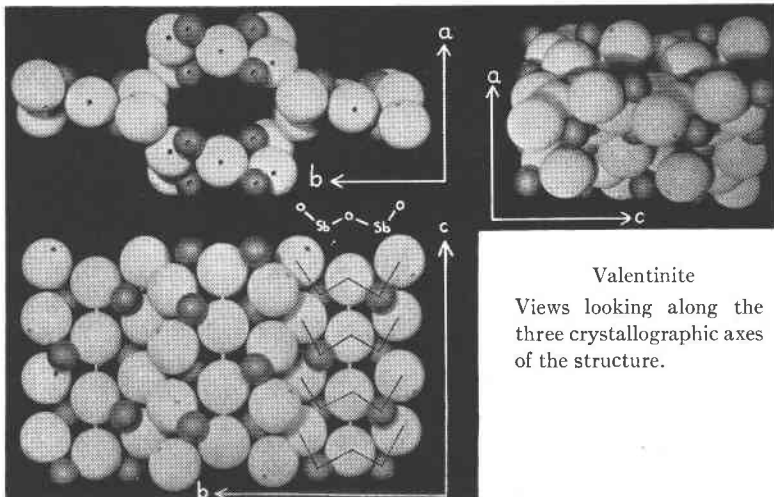 a
b
a
c
O
O
O
Sb
Sb
c
b
Valentinite
Views looking along the
three crystallographic axes
of the structure.